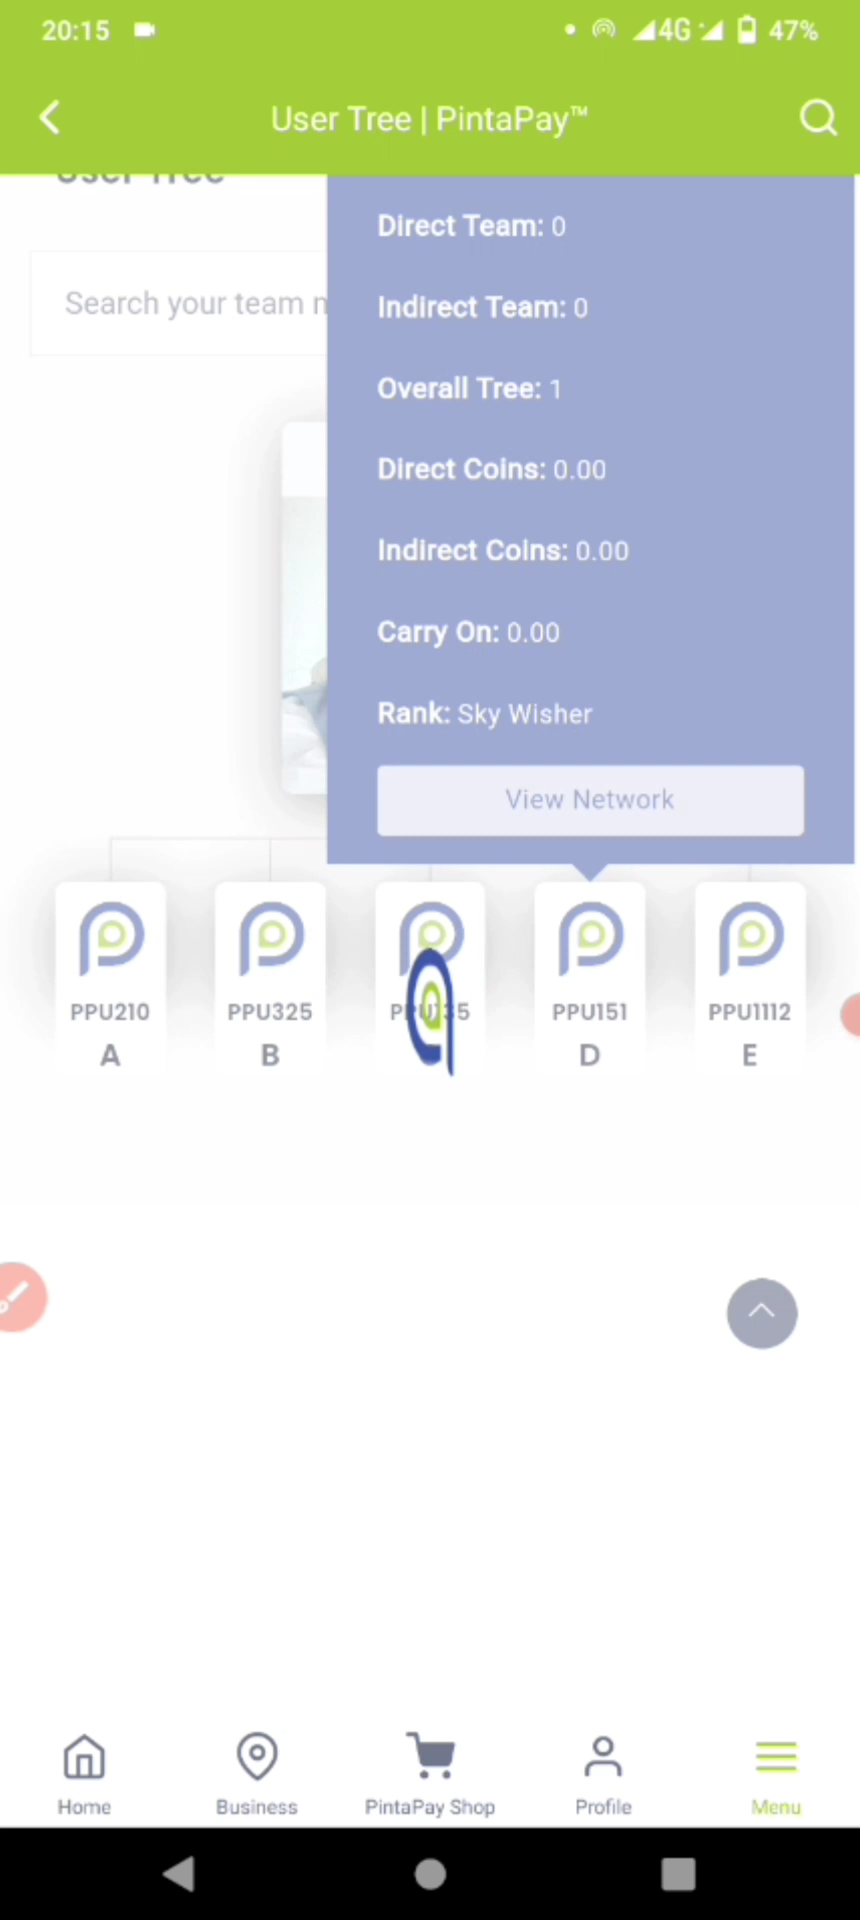 20:15
4G 47%
User Tree | PintaPay™
User Tree
Direct Team: 0
Search your team
Indirect Team: 0
Overall Tree: 1
Direct Coins: 0.00
Indirect Coins: 0.00
Carry On: 0.00
Rank: Sky Wisher
View Network
PPU210 PPU325 PPU151 PPU1112
A B D E
Home Business PintaPay Shop Profile Menu